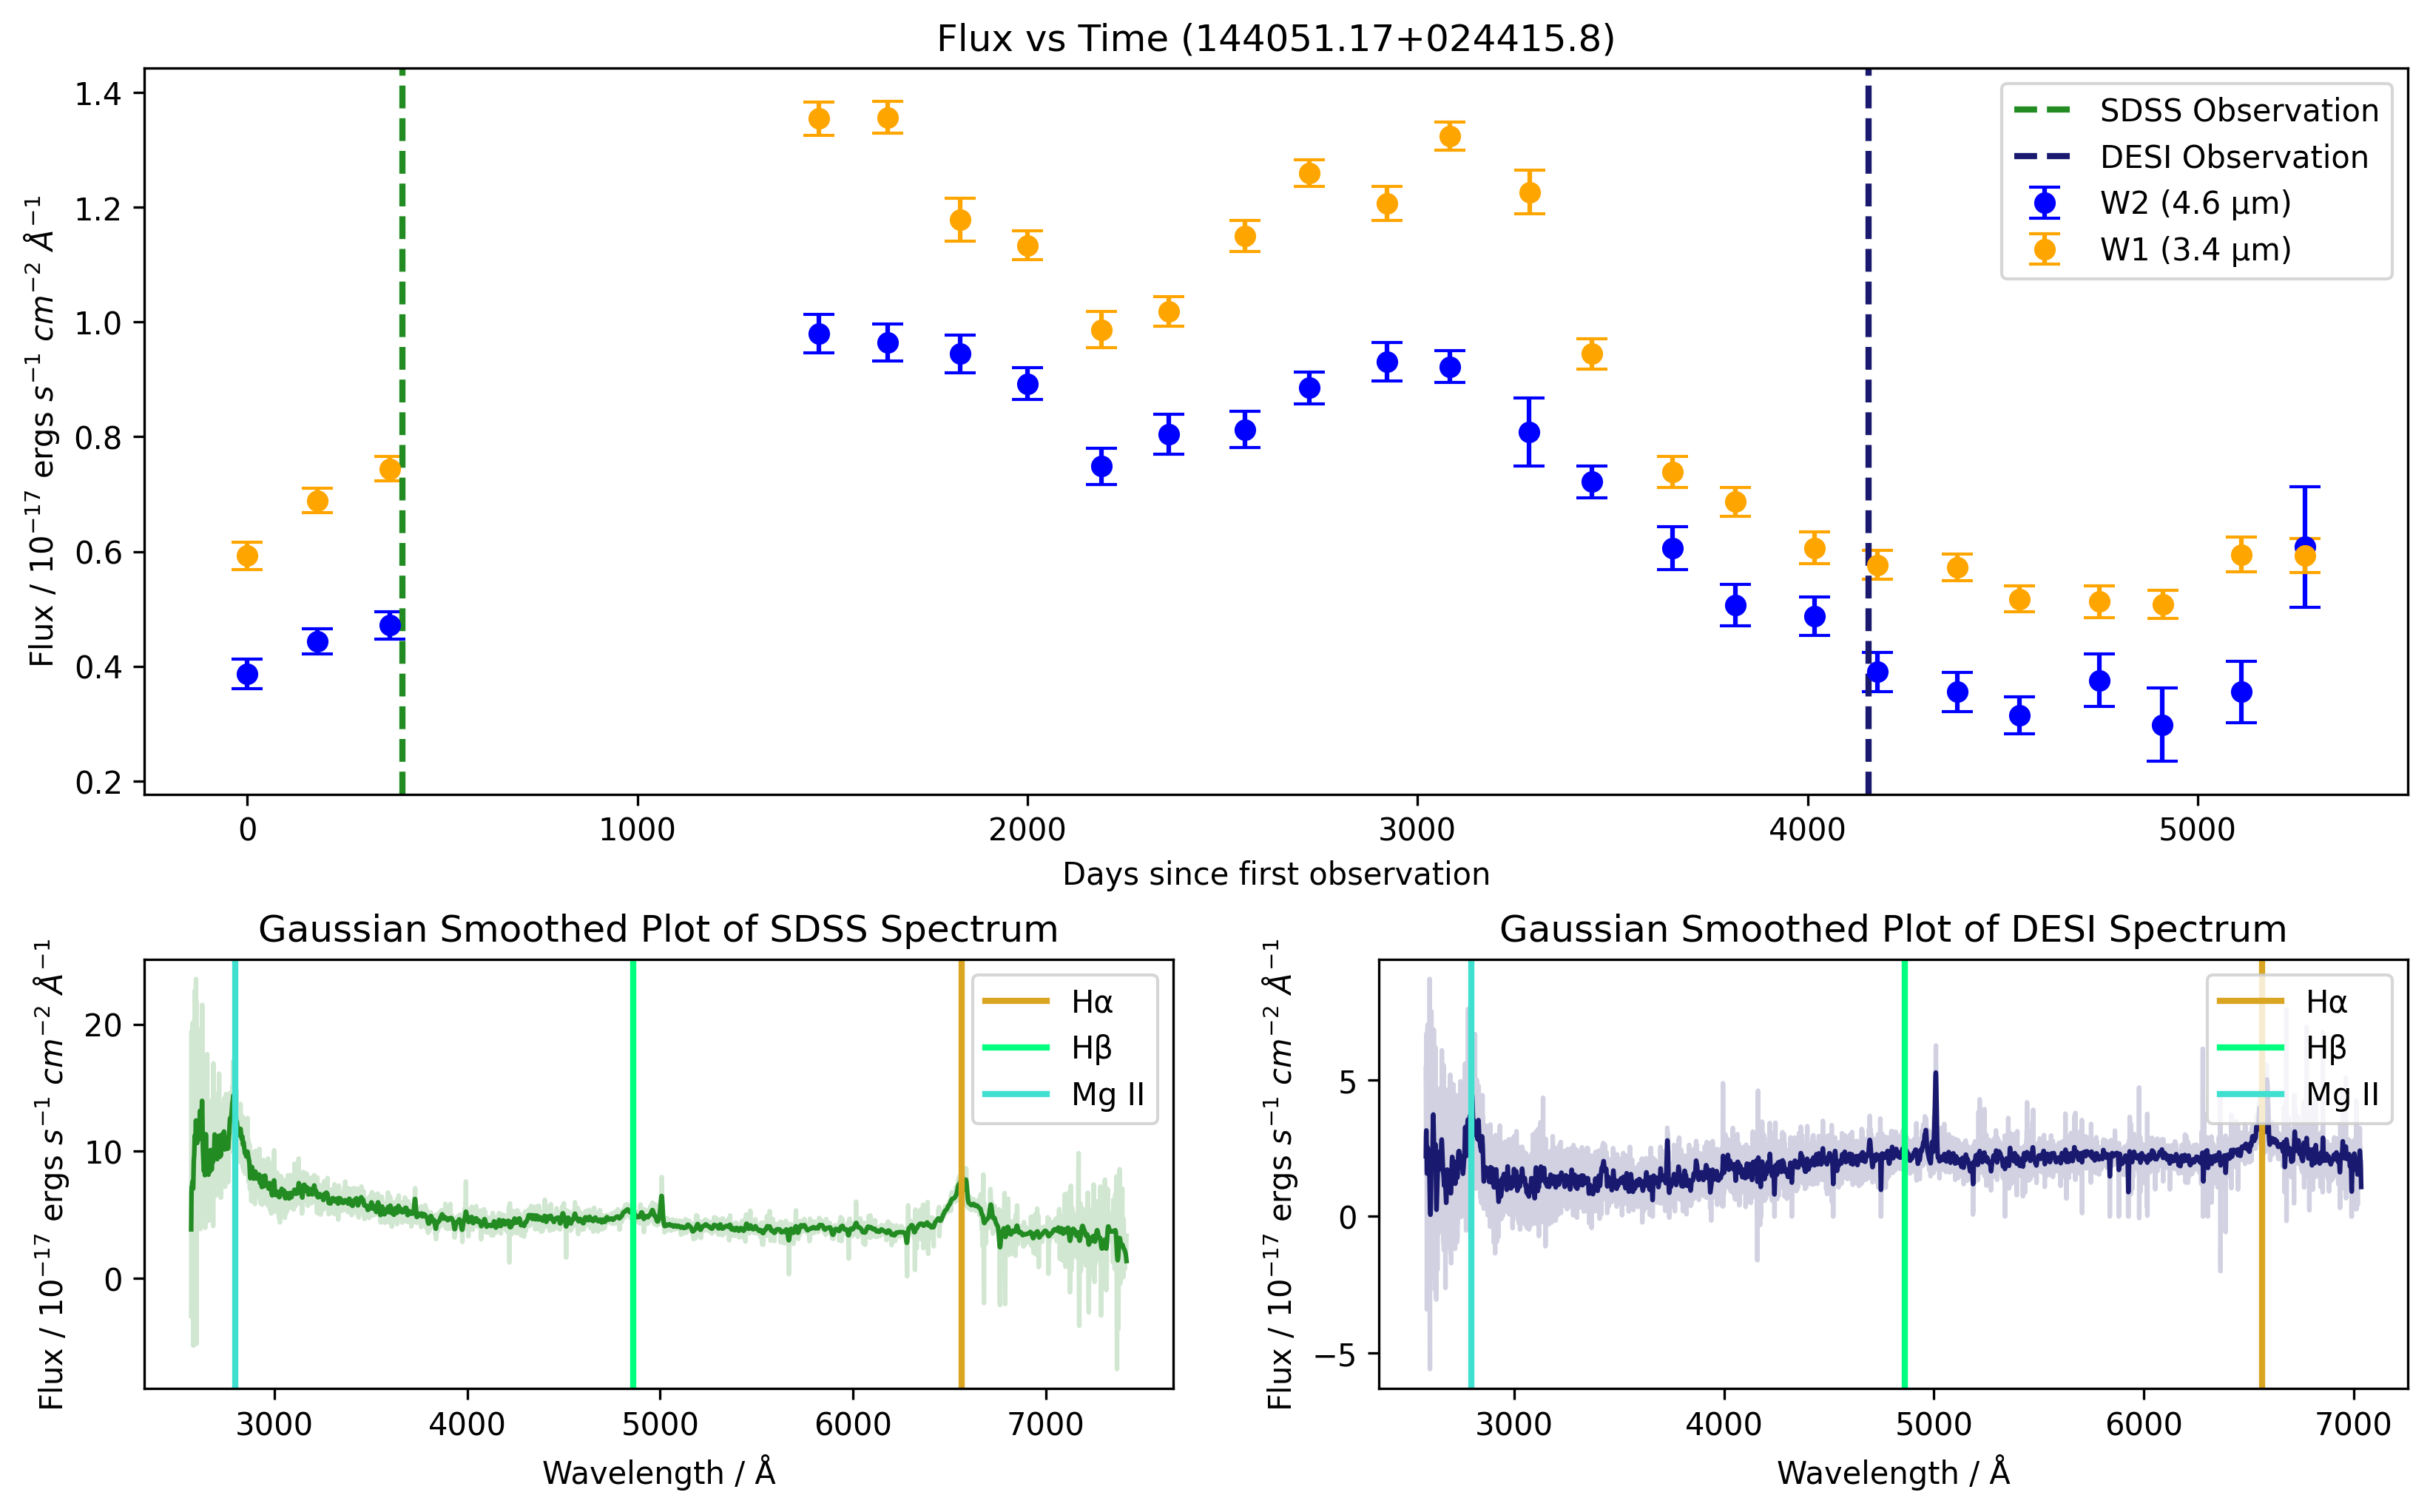 Flux vs Time (144051.17+024415.8)
Flux / 10⁻¹⁷ ergs s⁻¹ cm⁻² Å⁻¹
1.4
1.2
1.0
0.8
0.6
0.4
0.2
SDSS Observation
DESI Observation
W2 (4.6 μm)
W1 (3.4 μm)
0 1000 2000 3000 4000 5000
Days since first observation
Gaussian Smoothed Plot of SDSS Spectrum
Flux / 10⁻¹⁷ ergs s⁻¹ cm⁻² Å⁻¹
20
10
0
Hα
Hβ
Mg II
3000 4000 5000 6000 7000
Wavelength / Å
Gaussian Smoothed Plot of DESI Spectrum
Flux / 10⁻¹⁷ ergs s⁻¹ cm⁻² Å⁻¹
5
0
−5
Hα
Hβ
Mg II
3000 4000 5000 6000 7000
Wavelength / Å